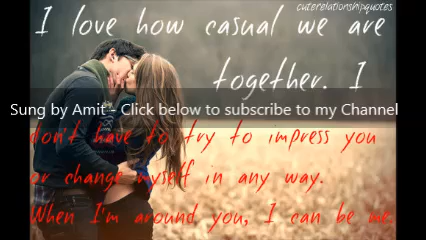 cuterelationshipquotes
I love how casual we are
together. I
Sung by Amit - Click below to subscribe to my Channel
don't have to try to impress you
or change myself in any way.
When I'm around you, I can be me.